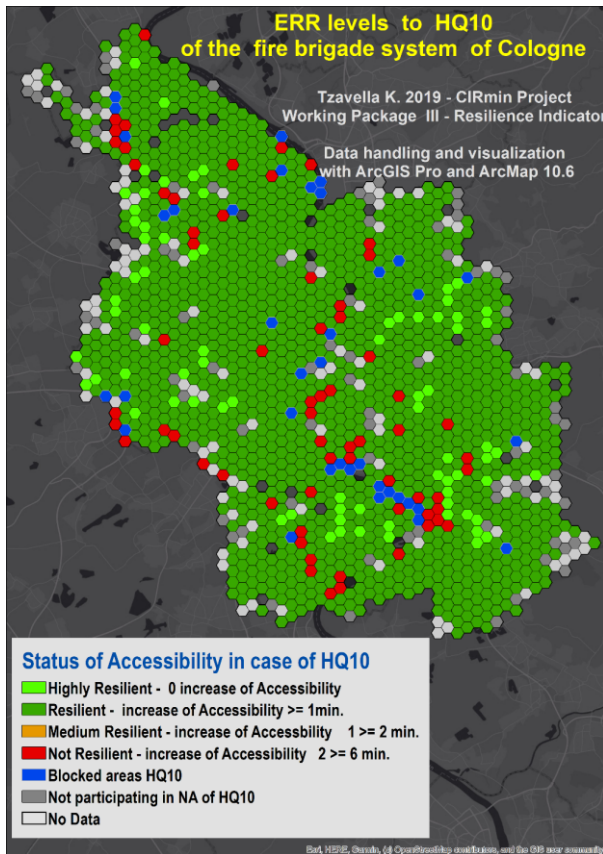 ERR levels to HQ10
of the fire brigade system of Cologne
Tzavella K. 2019 - CIRmin Project
Working Package III - Resilience Indicator
Data handling and visualization
with ArcGIS Pro and ArcMap 10.6
Status of Accessibility in case of HQ10
Highly Resilient - 0 increase of Accessibility
Resilient - increase of Accessibility >= 1min.
Medium Resilient - increase of Accessbility 1 >= 2 min.
Not Resilient - increase of Accessibility 2 >= 6 min.
Blocked areas HQ10
Not participating in NA of HQ10
No Data
Esri, HERE, Garmin, (c) OpenStreetMap contributors, and the GIS user community